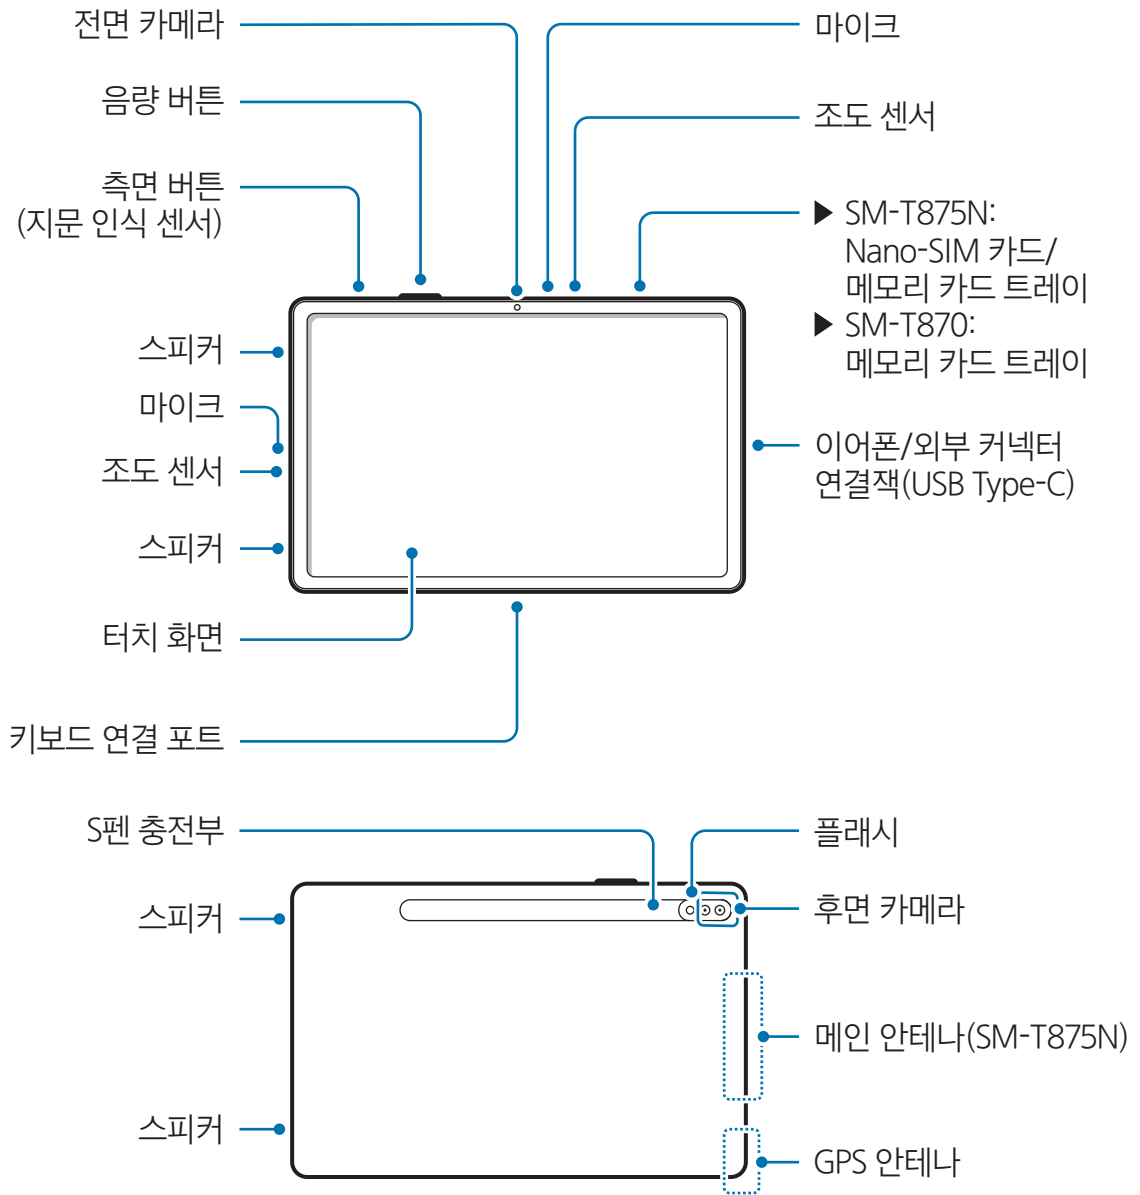 전면 카메라
음량 버튼
측면 버튼
(지문 인식 센서)
스피커
마이크
조도 센서
스피커
터치 화면
키보드 연결 포트
마이크
조도 센서
▶ SM-T875N:
Nano-SIM 카드/
메모리 카드 트레이
▶ SM-T870:
메모리 카드 트레이
이어폰/외부 커넥터
연결잭(USB Type-C)
S펜 충전부
스피커
스피커
플래시
후면 카메라
메인 안테나(SM-T875N)
GPS 안테나